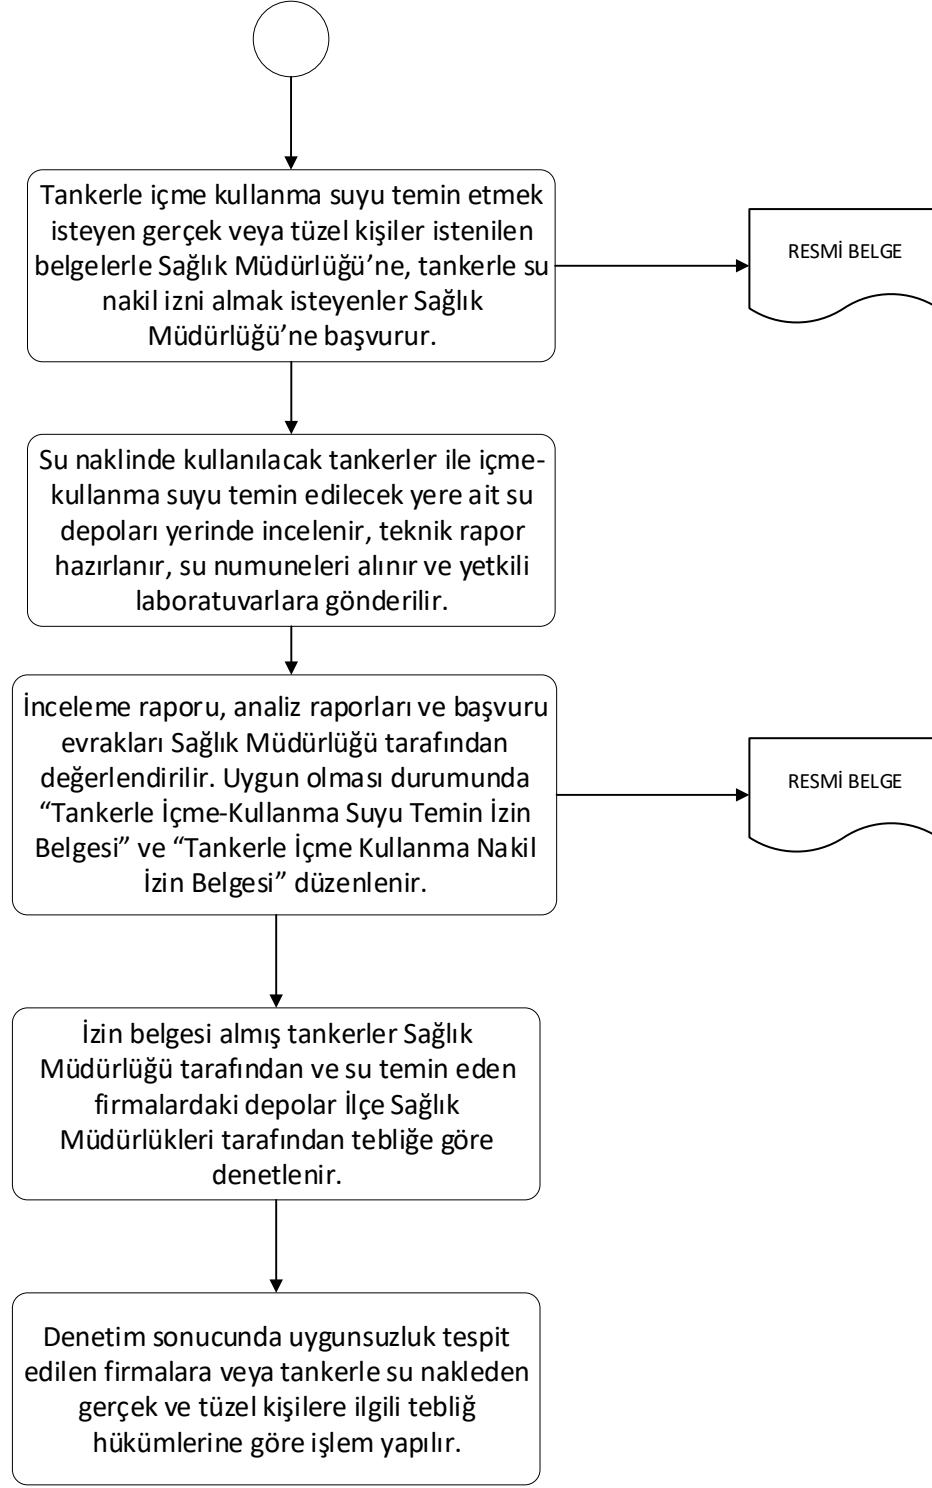 Tankerle içme kullanma suyu temin etmek
isteyen gerçek veya tüzel kişiler istenilen
belgelerle Sağlık Müdürlüğü’ne, tankerle su
nakil izni almak isteyenler Sağlık
Müdürlüğü’ne başvurur.
RESMİ BELGE
Su naklinde kullanılacak tankerler ile içme-
kullanma suyu temin edilecek yere ait su
depoları yerinde incelenir, teknik rapor
hazırlanır, su numuneleri alınır ve yetkili
laboratuvarlara gönderilir.
İnceleme raporu, analiz raporları ve başvuru
evrakları Sağlık Müdürlüğü tarafından
değerlendirilir. Uygun olması durumunda
“Tankerle İçme-Kullanma Suyu Temin İzin
Belgesi” ve “Tankerle İçme Kullanma Nakil
İzin Belgesi” düzenlenir.
RESMİ BELGE
İzin belgesi almış tankerler Sağlık
Müdürlüğü tarafından ve su temin eden
firmalardaki depolar İlçe Sağlık
Müdürlükleri tarafından tebliğe göre
denetlenir.
Denetim sonucunda uygunsuzluk tespit
edilen firmalara veya tankerle su nakleden
gerçek ve tüzel kişilere ilgili tebliğ
hükümlerine göre işlem yapılır.